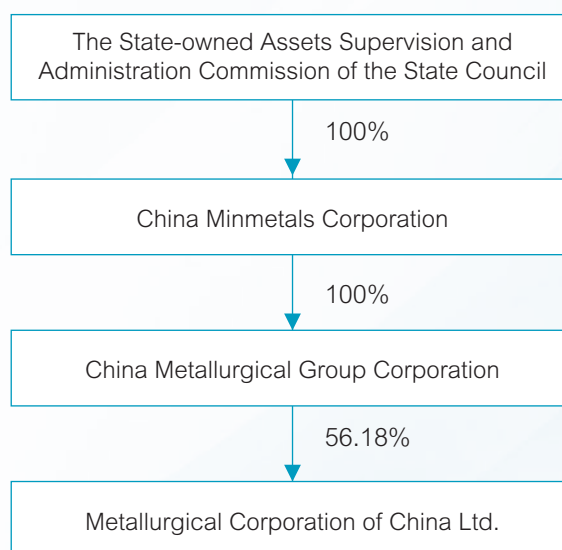 The State-owned Assets Supervision and
Administration Commission of the State Council
100%
China Minmetals Corporation
100%
China Metallurgical Group Corporation
56.18%
Metallurgical Corporation of China Ltd.